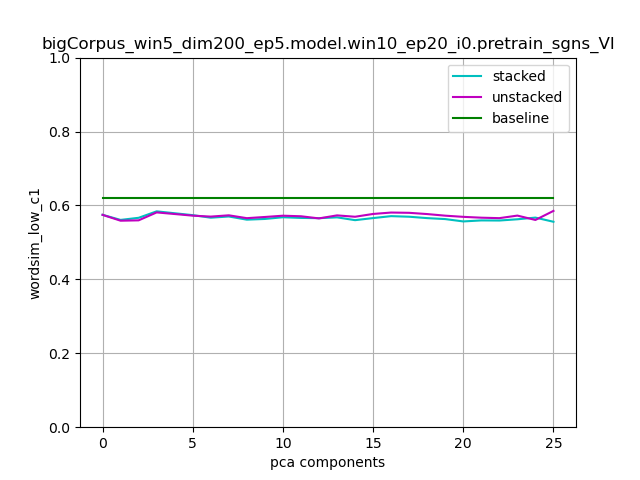 bigCorpus_win5_dim200_ep5.model.win10_ep20_i0.pretrain_sgns_VI
stacked
unstacked
baseline
1.0
0.8
0.6
0.4
0.2
0.0
wordsim_low_c1
0 5 10 15 20 25
pca components